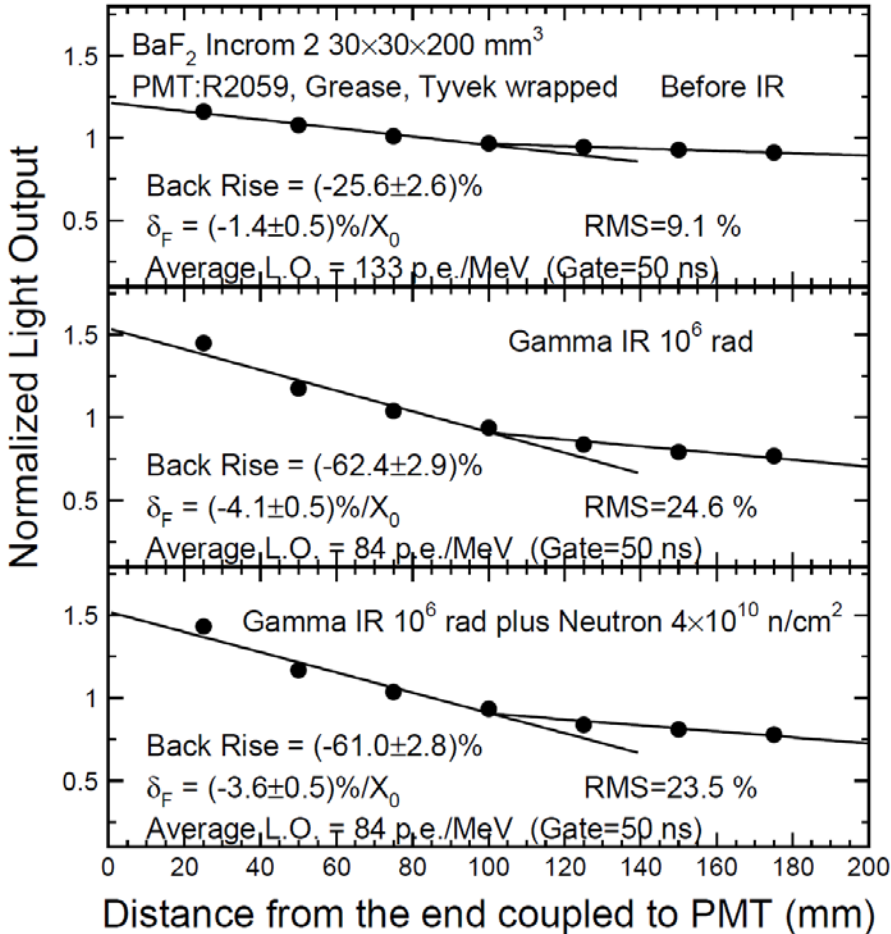 Normalized Light Output
BaF₂ Incrom 2 30×30×200 mm³
PMT:R2059, Grease, Tyvek wrapped Before IR
Back Rise = (-25.6±2.6)%
δ_F = (-1.4±0.5)%/X₀ RMS=9.1 %
Average L.O. = 133 p.e./MeV (Gate=50 ns)
1.5
1
0.5
Gamma IR 10⁶ rad
Back Rise = (-62.4±2.9)%
δ_F = (-4.1±0.5)%/X₀ RMS=24.6 %
Average L.O. = 84 p.e./MeV (Gate=50 ns)
1.5
1
0.5
Gamma IR 10⁶ rad plus Neutron 4×10¹⁰ n/cm²
Back Rise = (-61.0±2.8)%
δ_F = (-3.6±0.5)%/X₀ RMS=23.5 %
Average L.O. = 84 p.e./MeV (Gate=50 ns)
1.5
1
0.5
0 20 40 60 80 100 120 140 160 180 200
Distance from the end coupled to PMT (mm)